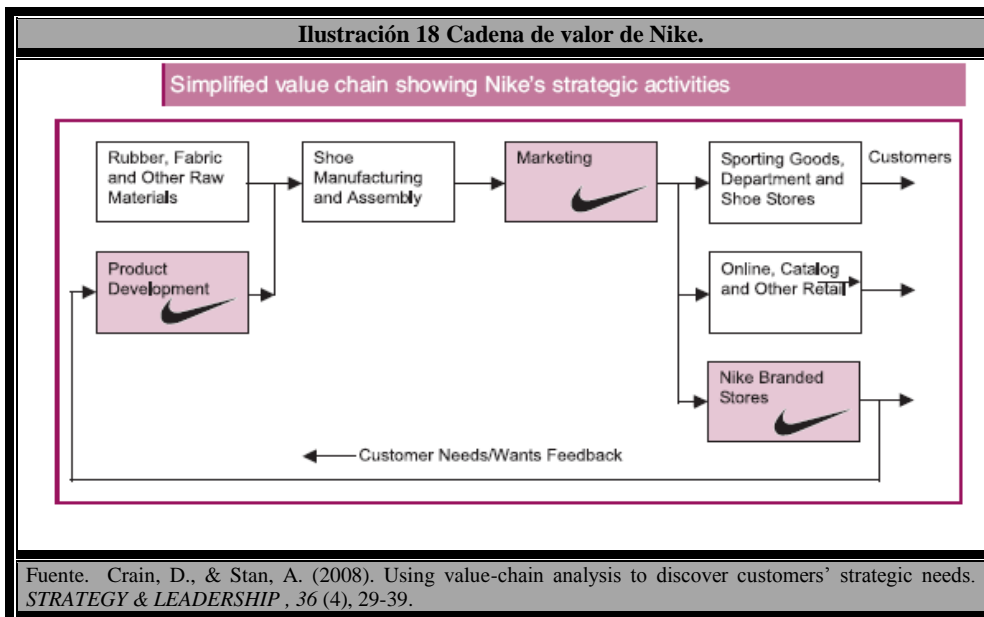 Ilustración 18 Cadena de valor de Nike.
Simplified value chain showing Nike's strategic activities
Rubber, Fabric
and Other Raw
Materials
Shoe
Manufacturing
and Assembly
Marketing
Sporting Goods,
Department and
Shoe Stores
Customers
Product
Development
Online, Catalog
and Other Retail
Nike Branded
Stores
Customer Needs/Wants Feedback
Fuente. Crain, D., & Stan, A. (2008). Using value-chain analysis to discover customers' strategic needs.
STRATEGY & LEADERSHIP , 36 (4), 29-39.